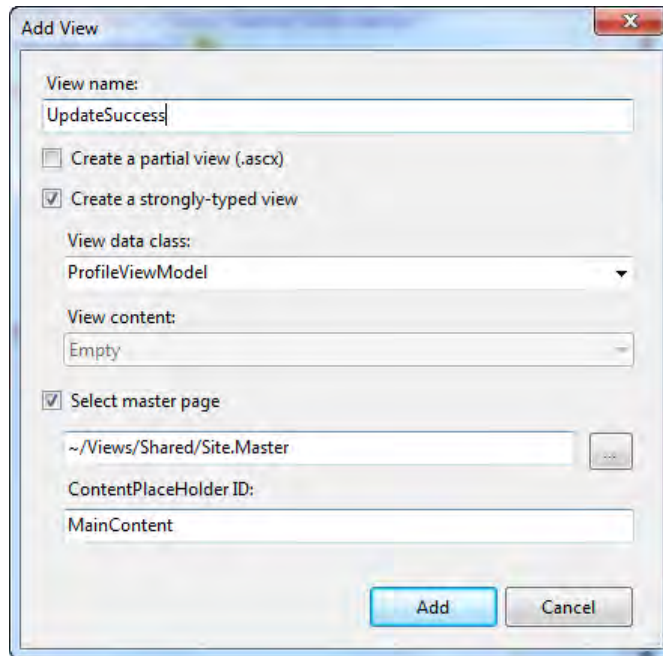 Add View
View name:
UpdateSuccess
Create a partial view (.ascx)
Create a strongly-typed view
View data class:
ProfileViewModel
View content:
Empty
Select master page
~/Views/Shared/Site.Master
...
ContentPlaceHolder ID:
MainContent
Add Cancel